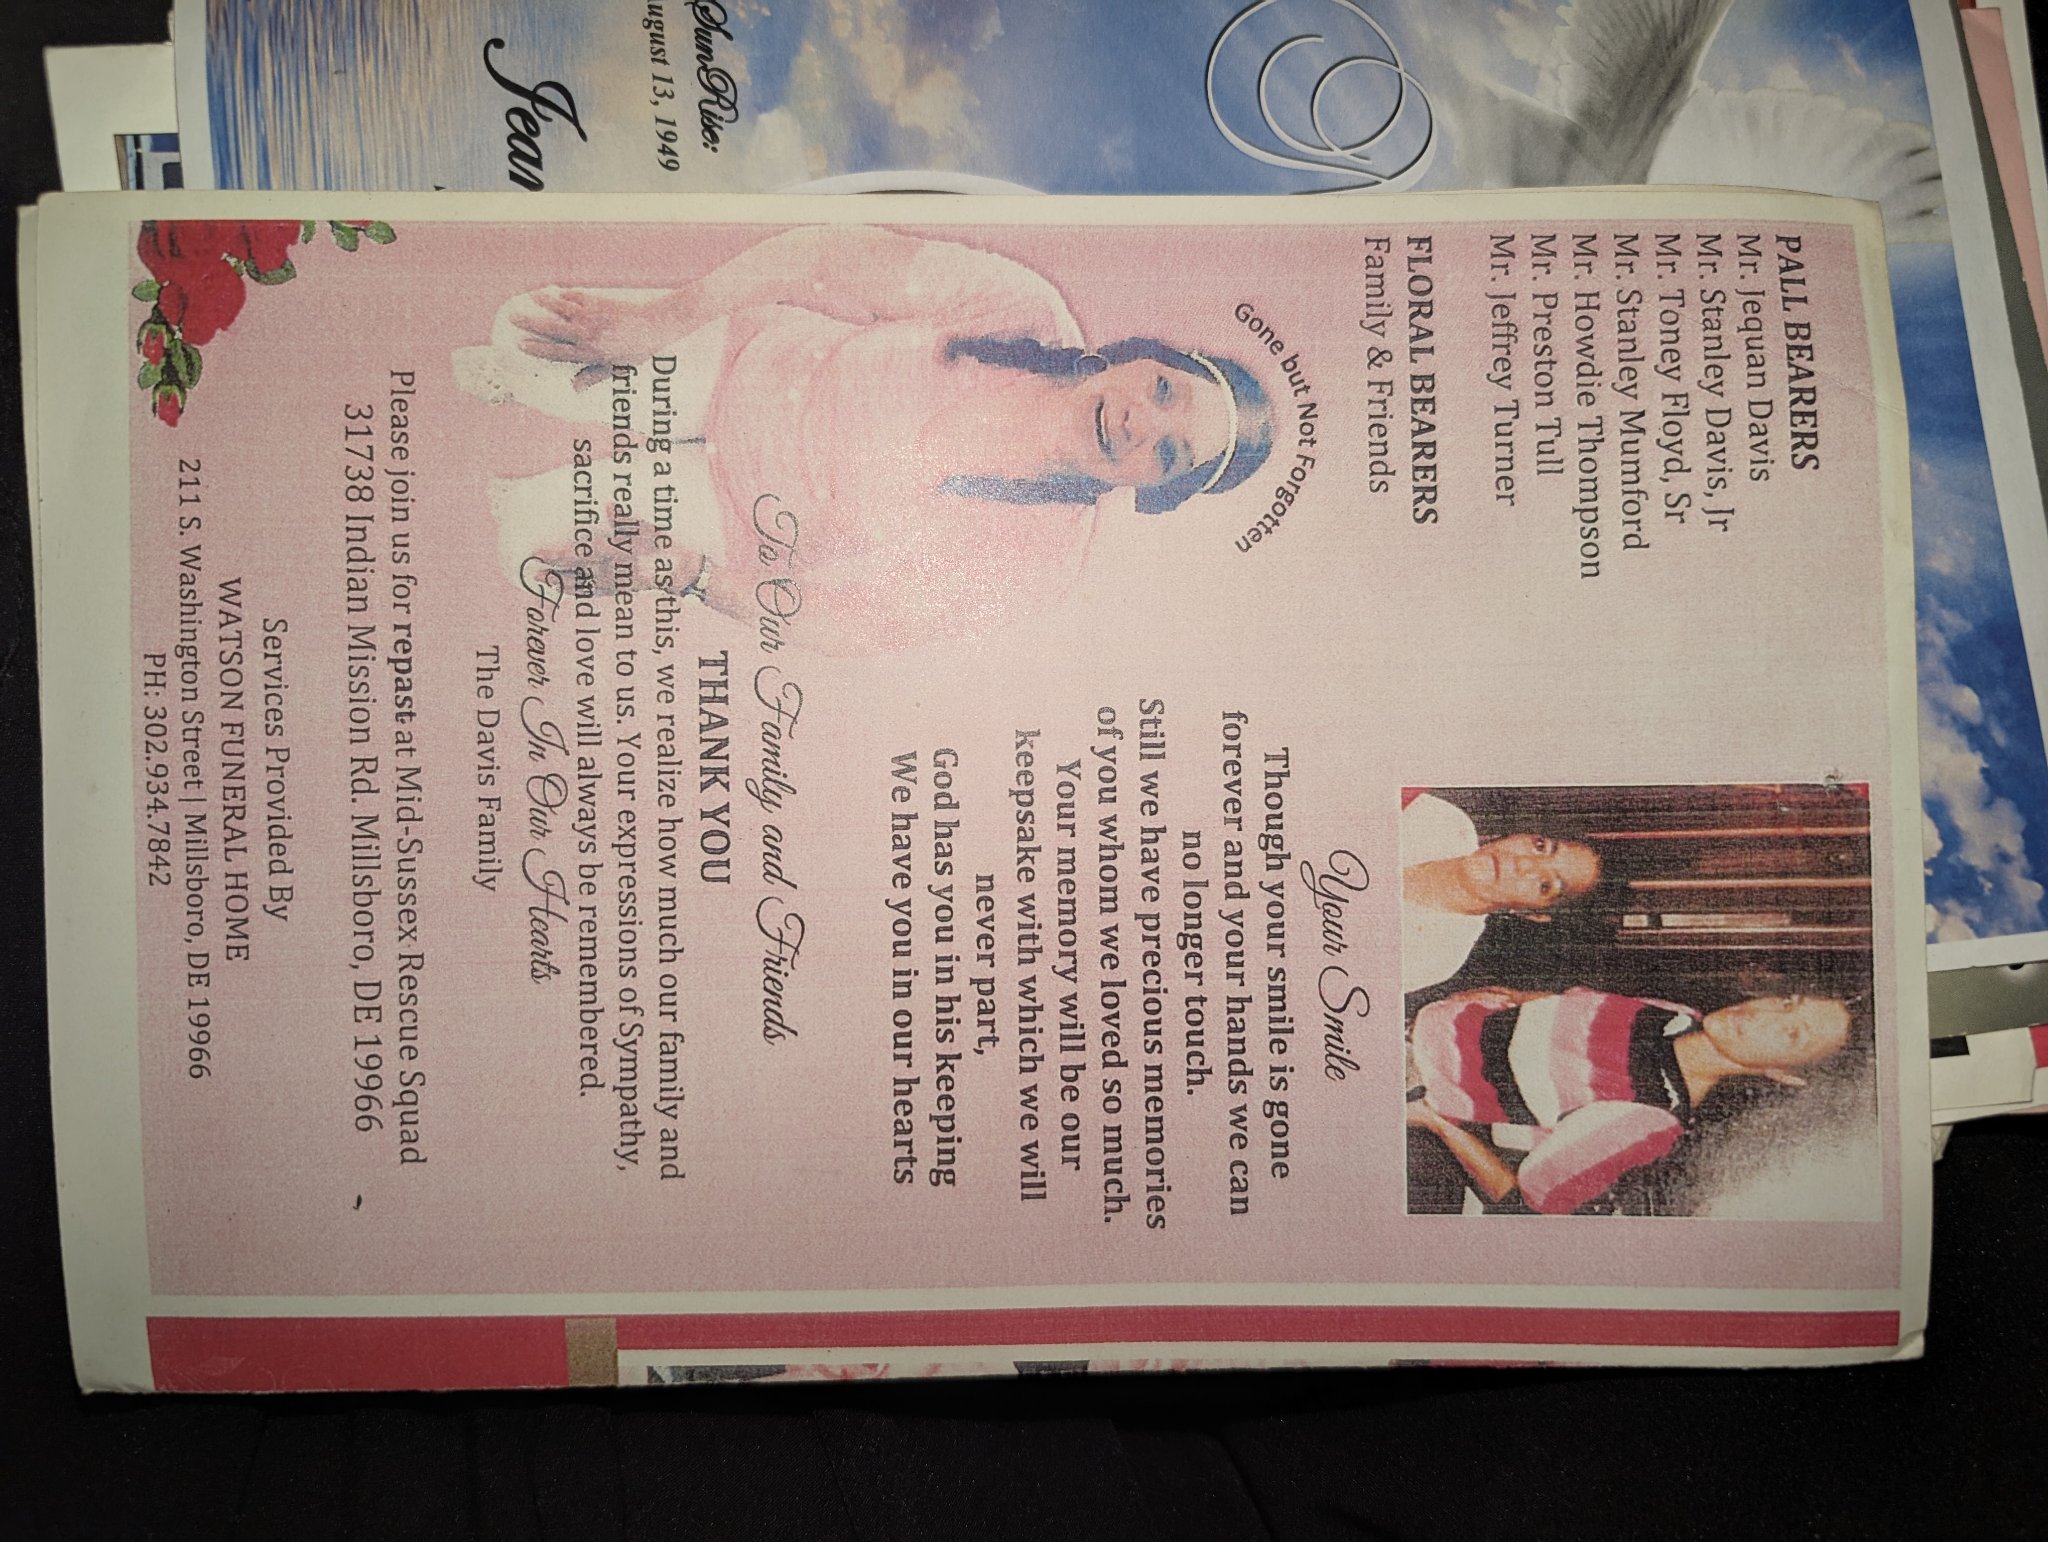 PALL BEARERS
Mr. Jequan Davis
Mr. Stanley Davis, Jr
Mr. Toney Floyd, Sr
Mr. Stanley Mumford
Mr. Howdie Thompson
Mr. Preston Tull
Mr. Jeffrey Turner
FLORAL BEARERS
Family & Friends
Gone but Not Forgotten
Your Smile
Though your smile is gone
forever and your hands we can
no longer touch.
Still we have precious memories
of you whom we loved so much.
Your memory will be our
keepsake with which we will
never part,
God has you in his keeping
We have you in our hearts
To Our Family and Friends
THANK YOU
During a time as this, we realize how much our family and
friends really mean to us. Your expressions of Sympathy,
sacrifice and love will always be remembered.
Forever In Our Hearts
The Davis Family
Please join us for repast at Mid-Sussex Rescue Squad
31738 Indian Mission Rd. Millsboro, DE 19966
Services Provided By
WATSON FUNERAL HOME
211 S. Washington Street | Millsboro, DE 19966
PH: 302.934.7842
SunRise:
ugust 13, 1949
Jean